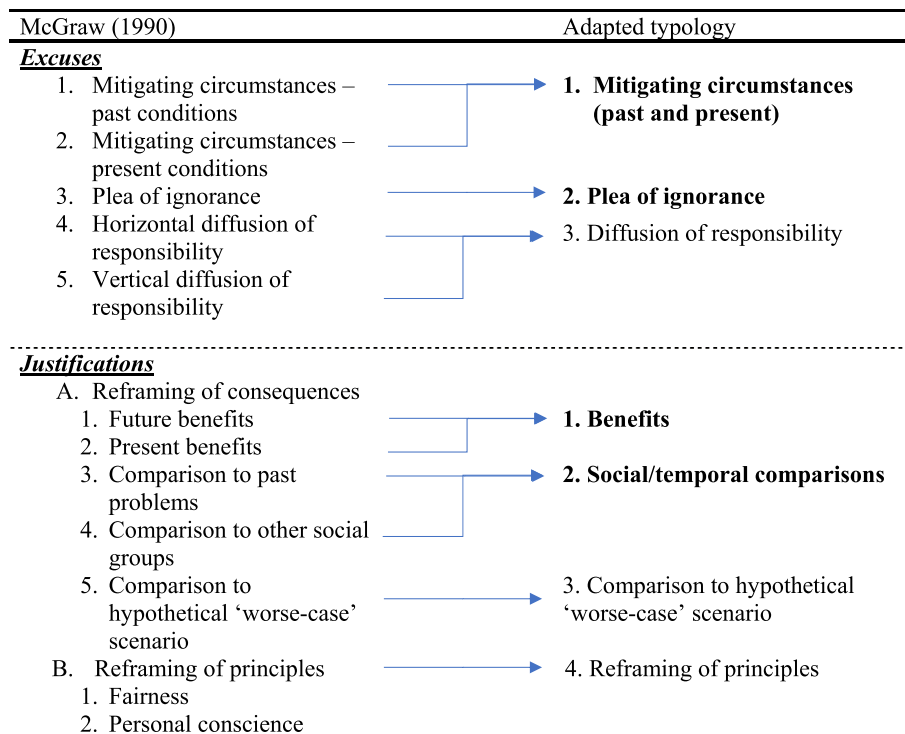 McGraw (1990) Adapted typology
Excuses
1. Mitigating circumstances – 1. Mitigating circumstances
past conditions (past and present)
2. Mitigating circumstances –
present conditions
3. Plea of ignorance 2. Plea of ignorance
4. Horizontal diffusion of 3. Diffusion of responsibility
responsibility
5. Vertical diffusion of
responsibility
Justifications
A. Reframing of consequences
1. Future benefits 1. Benefits
2. Present benefits
3. Comparison to past 2. Social/temporal comparisons
problems
4. Comparison to other social
groups
5. Comparison to 3. Comparison to hypothetical
hypothetical ‘worse-case’ ‘worse-case’ scenario
scenario
B. Reframing of principles 4. Reframing of principles
1. Fairness
2. Personal conscience